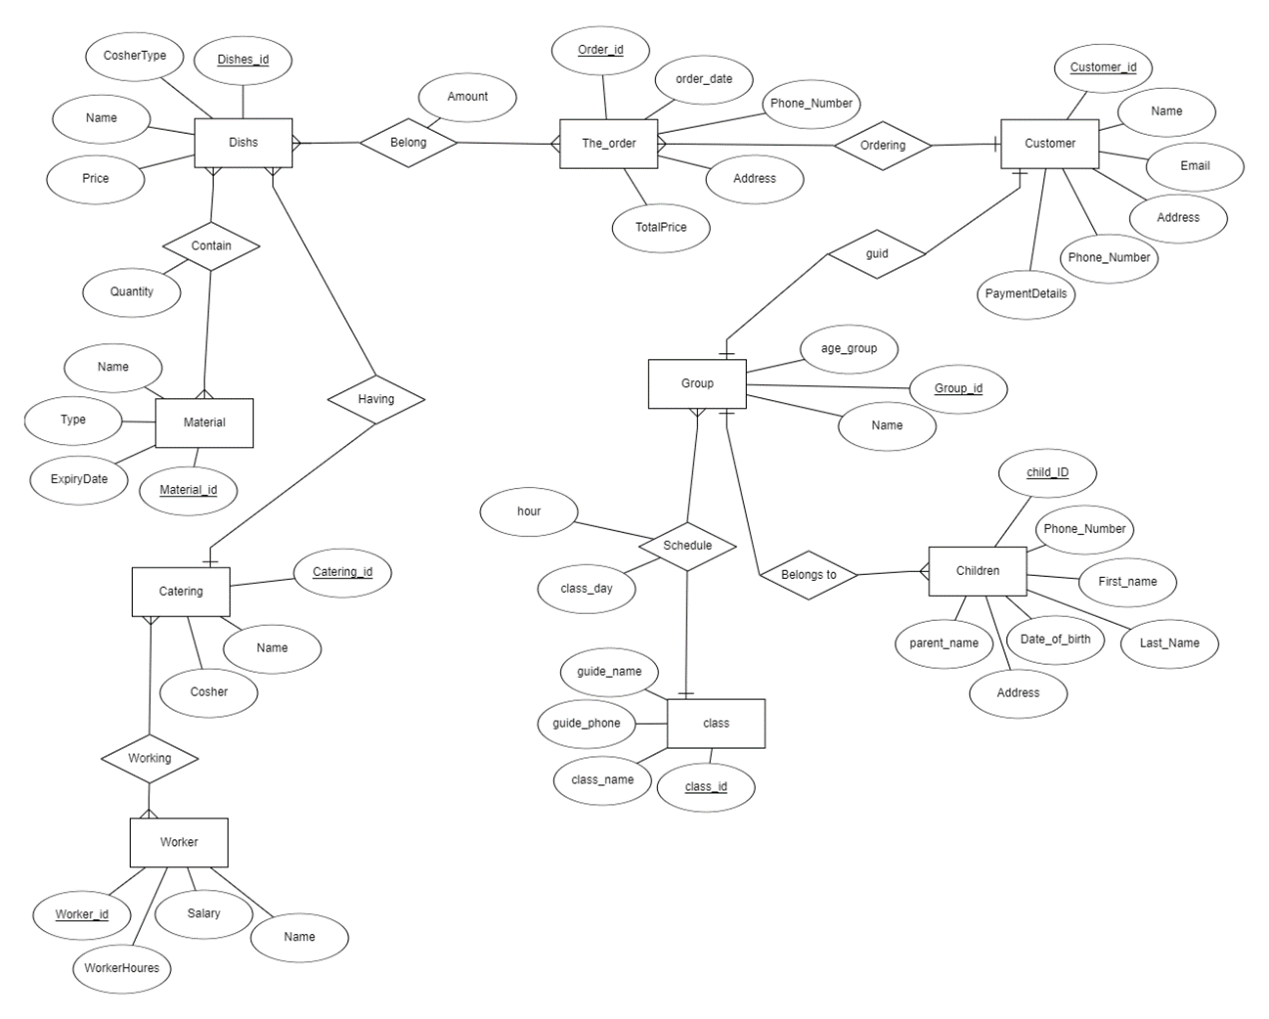 CosherType
Dishes_id
Name
Price
Dishs
Belong
Amount
Order_id
order_date
Phone_Number
The_order
Address
TotalPrice
Ordering
Customer_id
Name
Customer
Email
Address
Phone_Number
PaymentDetails
guid
Contain
Quantity
Name
Type
Material
ExpiryDate
Material_id
Having
age_group
Group
Group_id
Name
hour
Schedule
class_day
child_ID
Phone_Number
Belongs to
Children
First_name
parent_name
Date_of_birth
Last_Name
Address
Catering_id
Catering
Name
Cosher
guide_name
guide_phone
class
class_name
class_id
Working
Worker
Worker_id
Salary
Name
WorkerHoures